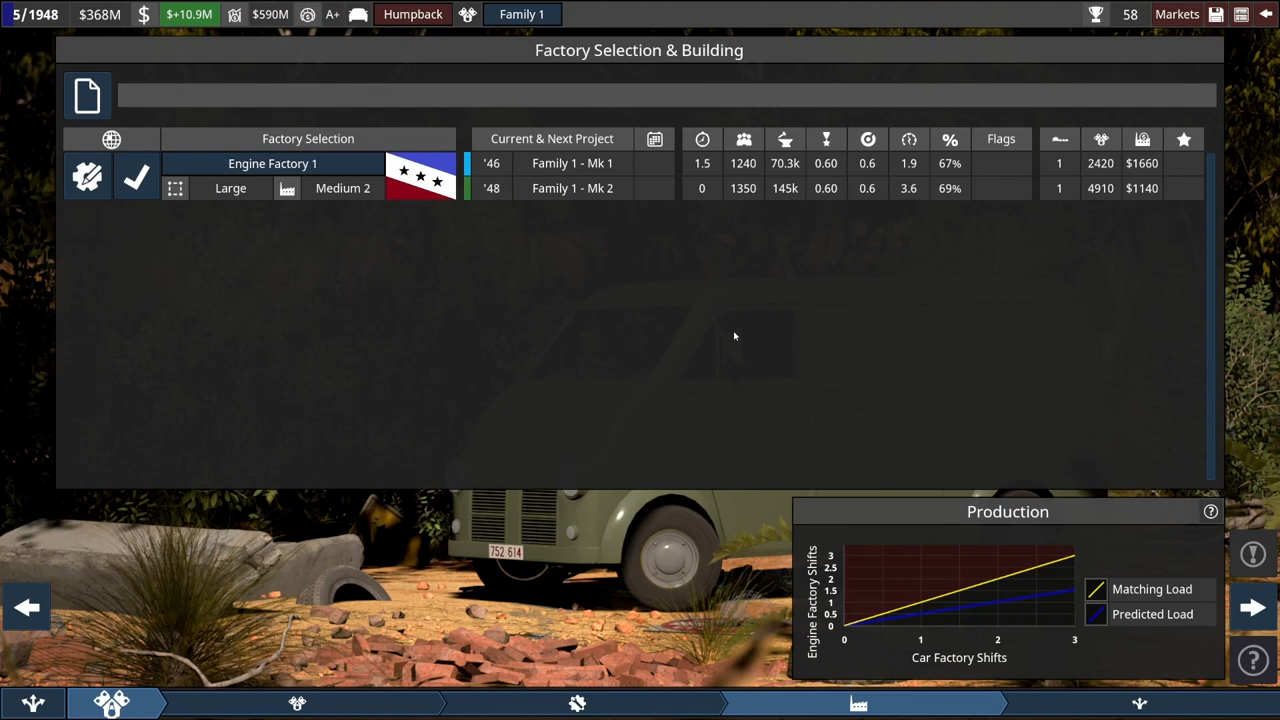 5/1948 $368M $+10.9M $590M A+ Humpback Family 1 58 Markets
Factory Selection & Building
Factory Selection Current & Next Project % Flags
Engine Factory 1 '46 Family 1 - Mk 1 1.5 1240 70.3k 0.60 0.6 1.9 67% 1 2420 $1660
Large Medium 2 '48 Family 1 - Mk 2 0 1350 145k 0.60 0.6 3.6 69% 1 4910 $1140
752 614
Production ?
Engine Factory Shifts
3
2.5
2
1.5
1
0.5
0
0 1 2 3
Car Factory Shifts
Matching Load
Predicted Load